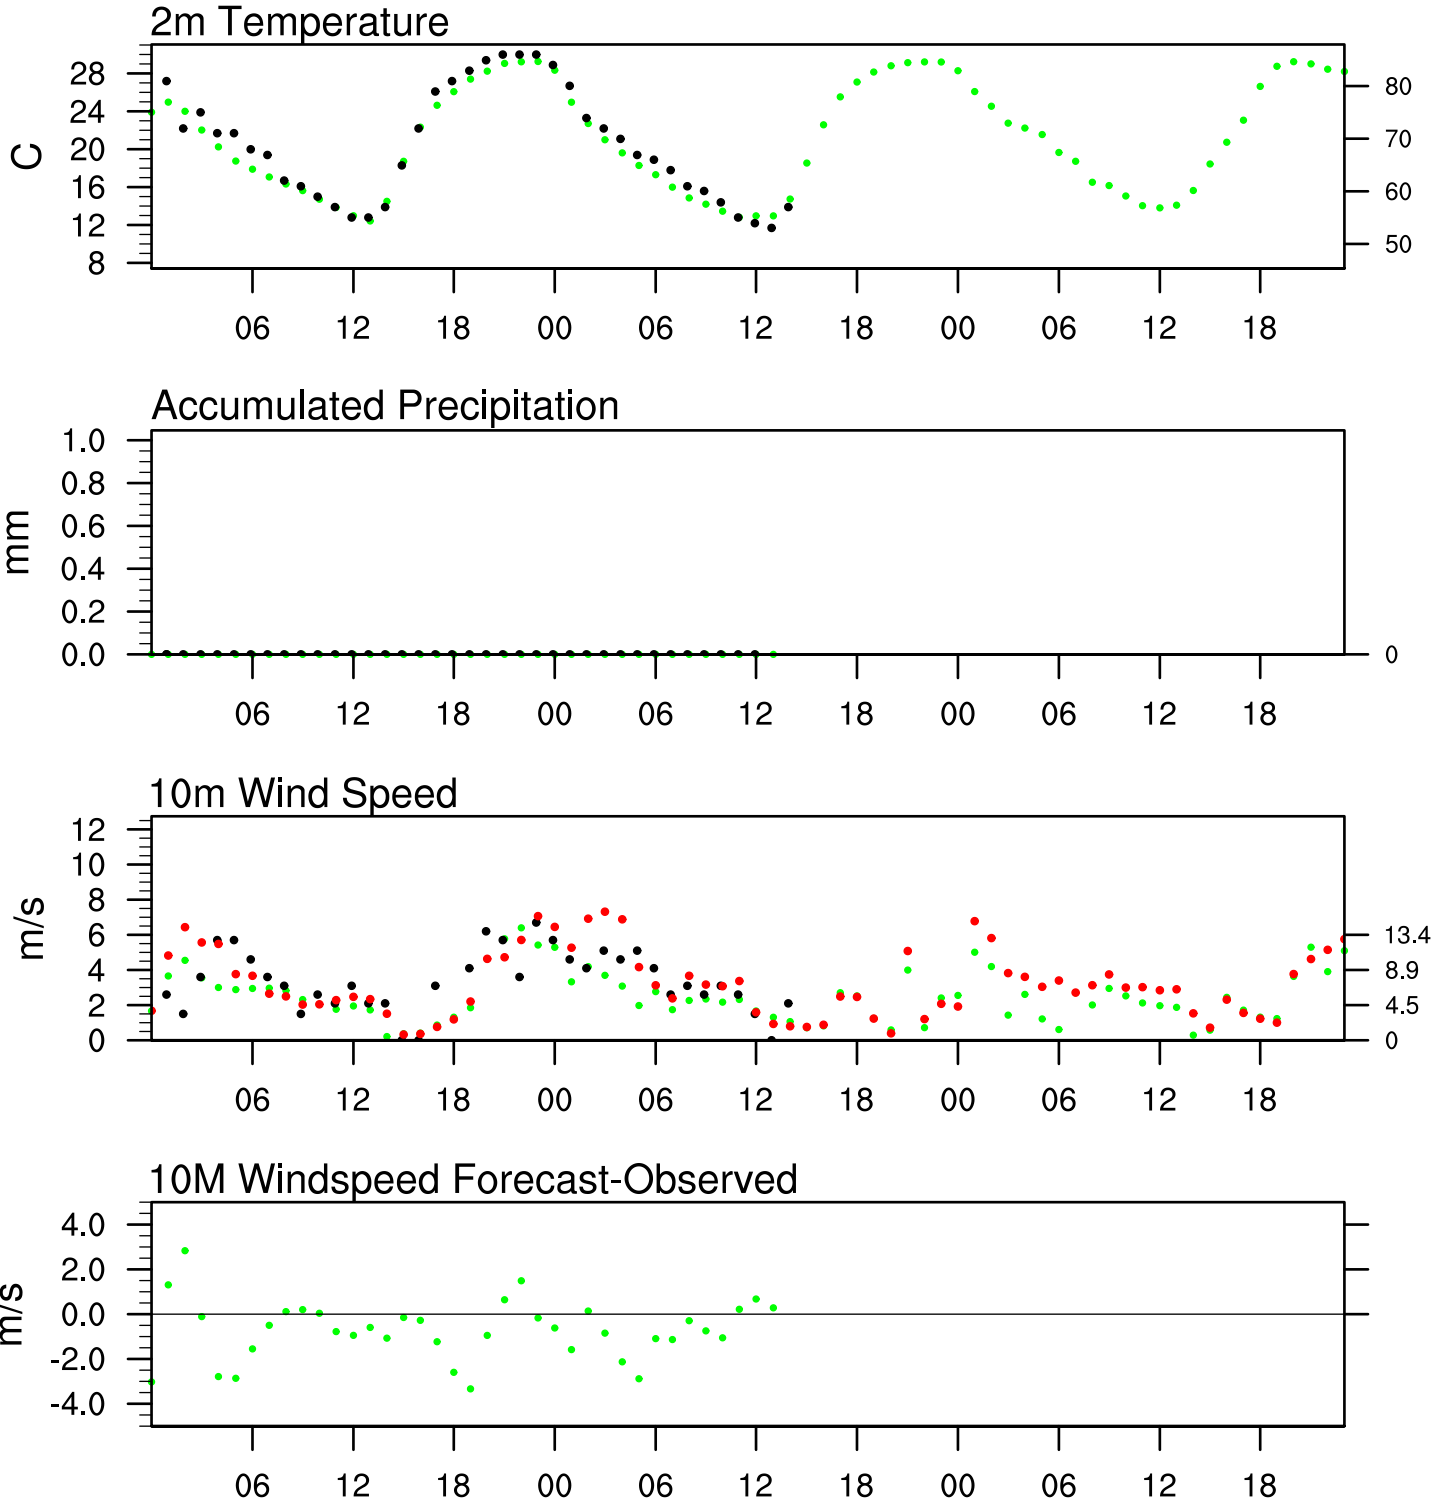 2m Temperature
28
24
20
16
12
8
C
80
70
60
50
06 12 18 00 06 12 18 00 06 12 18
Accumulated Precipitation
1.0
0.8
0.6
0.4
0.2
0.0
mm
0
06 12 18 00 06 12 18 00 06 12 18
10m Wind Speed
12
10
8
6
4
2
0
m/s
13.4
8.9
4.5
0
06 12 18 00 06 12 18 00 06 12 18
10M Windspeed Forecast-Observed
4.0
2.0
0.0
-2.0
-4.0
m/s
06 12 18 00 06 12 18 00 06 12 18